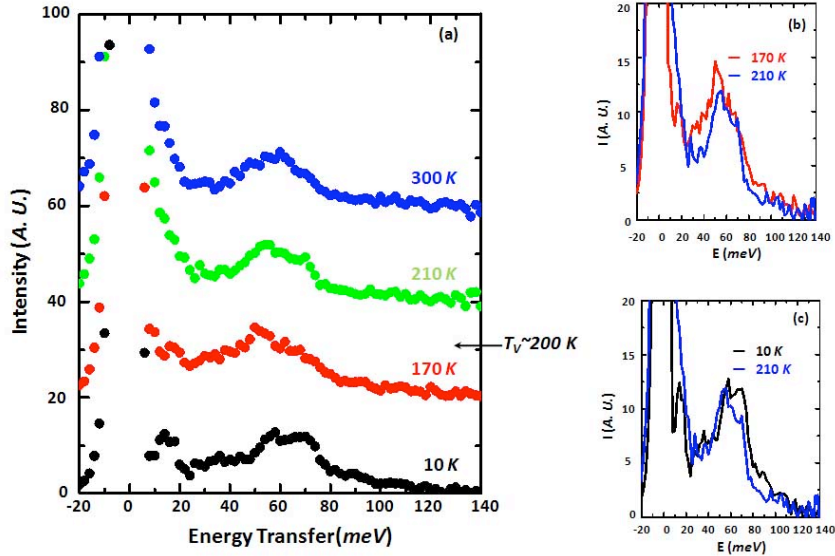 100
80
60
40
20
0
Intensity(A. U.)
(a)
300 K
210 K
170 K
10 K
-20 0 20 40 60 80 100 120 140
Energy Transfer(meV)
T_V~200 K
20
15
10
5
0
I (A. U.)
(b)
170 K
210 K
-20 0 20 40 60 80 100 120 140
E (meV)
20
15
10
5
0
I (A. U.)
(c)
10 K
210 K
-20 0 20 40 60 80 100 120 140
E (meV)